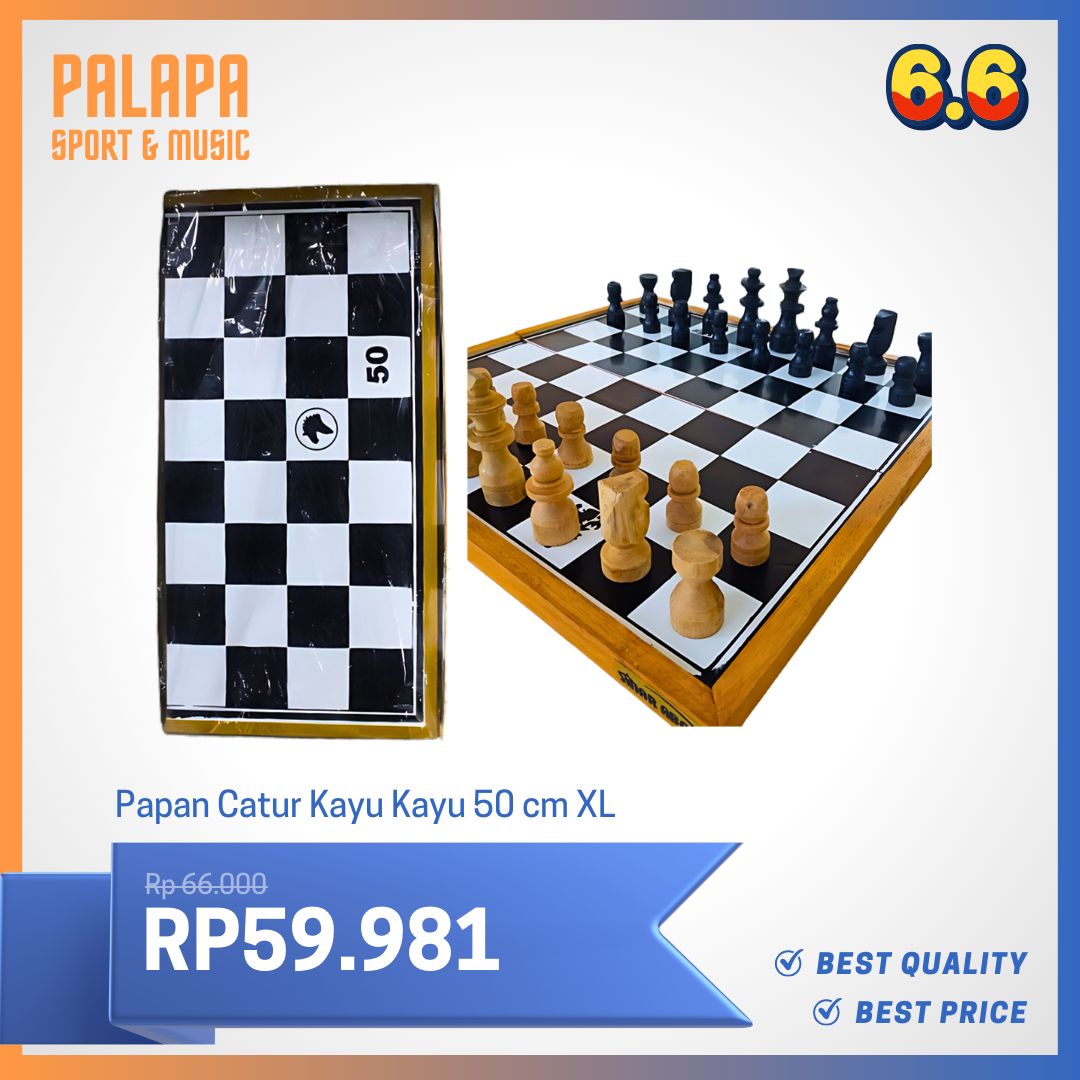 PALAPA
SPORT & MUSIC
6.6
50
SINAR
Papan Catur Kayu Kayu 50 cm XL
Rp 66.000
RP59.981
BEST QUALITY
BEST PRICE